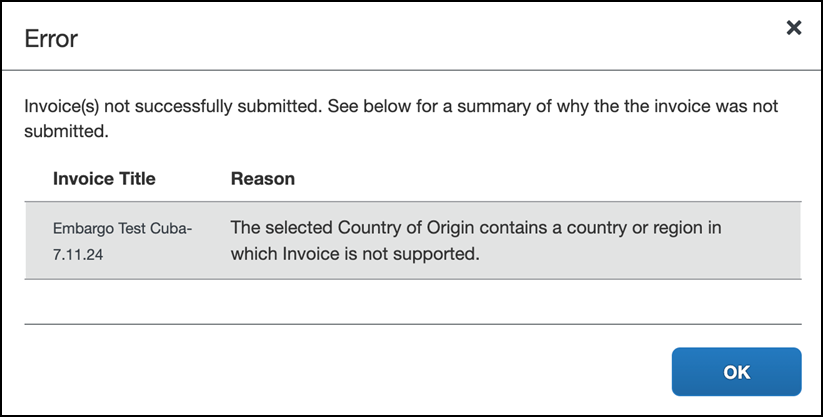 Error
Invoice(s) not successfully submitted. See below for a summary of why the the invoice was not
submitted.
Invoice Title Reason
Embargo Test Cuba-
7.11.24
The selected Country of Origin contains a country or region in
which Invoice is not supported.
OK